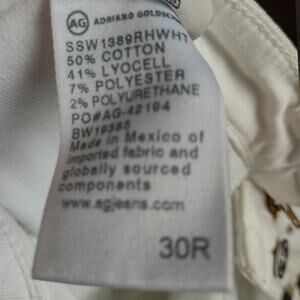 AG ADRIANO GOLDSCH
SSW1389RHWHT
50% COTTON
41% LYOCELL
7% POLYESTER
2% POLYURETHANE
PO#AG-42194
BW19385
Made in Mexico of
imported fabric and
globally sourced
components
www.agjeans.com
30R